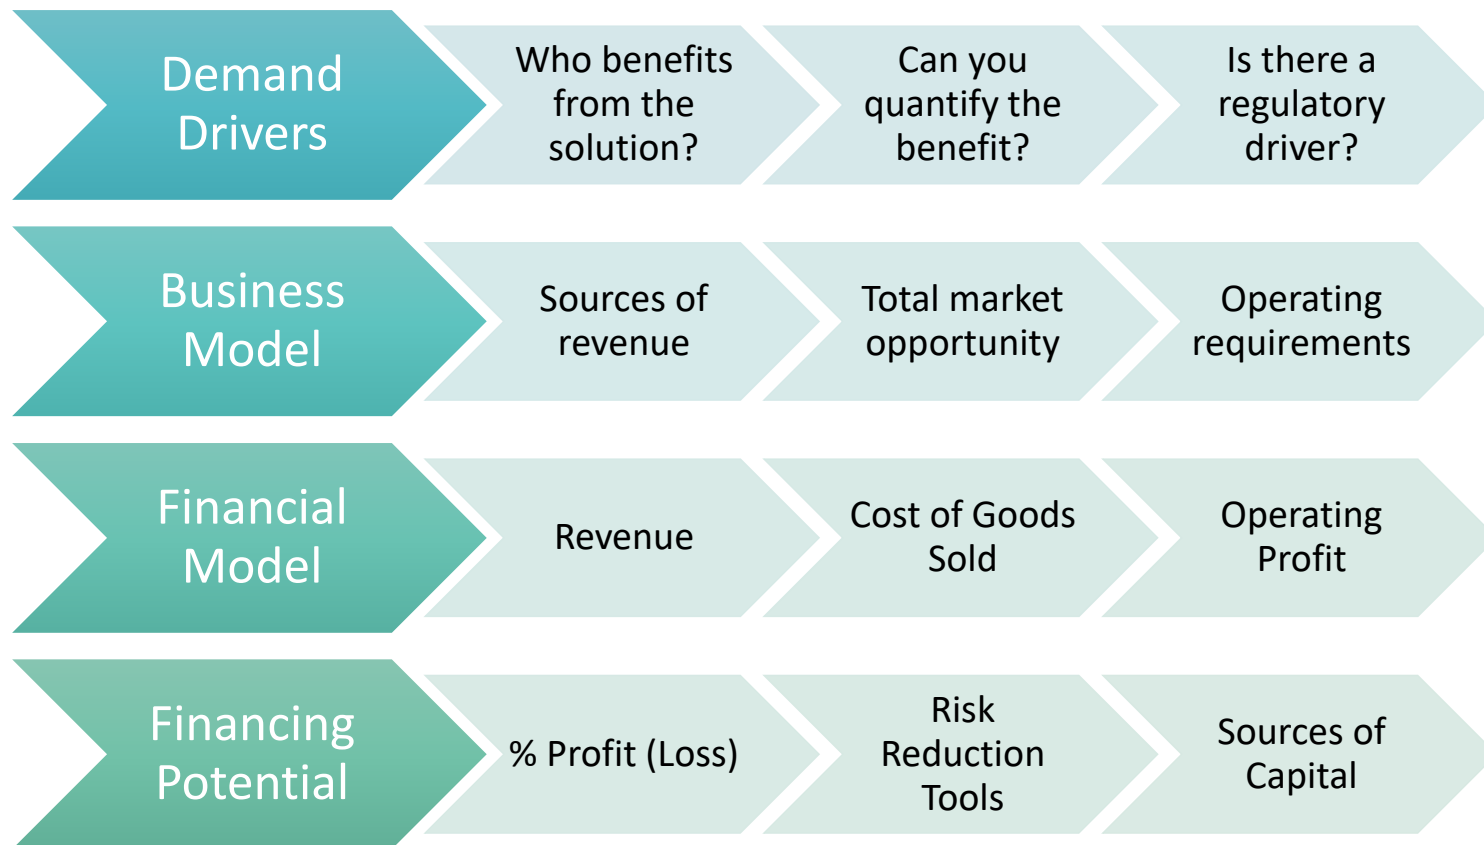 Demand
Drivers
Who benefits
from the
solution?
Can you
quantify the
benefit?
Is there a
regulatory
driver?
Business
Model
Sources of
revenue
Total market
opportunity
Operating
requirements
Financial
Model
Revenue
Cost of Goods
Sold
Operating
Profit
Financing
Potential
% Profit (Loss)
Risk
Reduction
Tools
Sources of
Capital